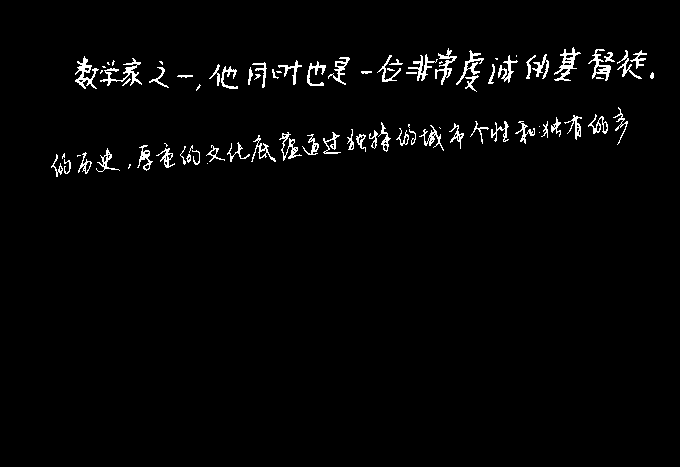 数学家之一,他同时也是一位非常虔诚的基督徒.
的历史,厚重的文化底蕴通过独特的城市个性和独有的产